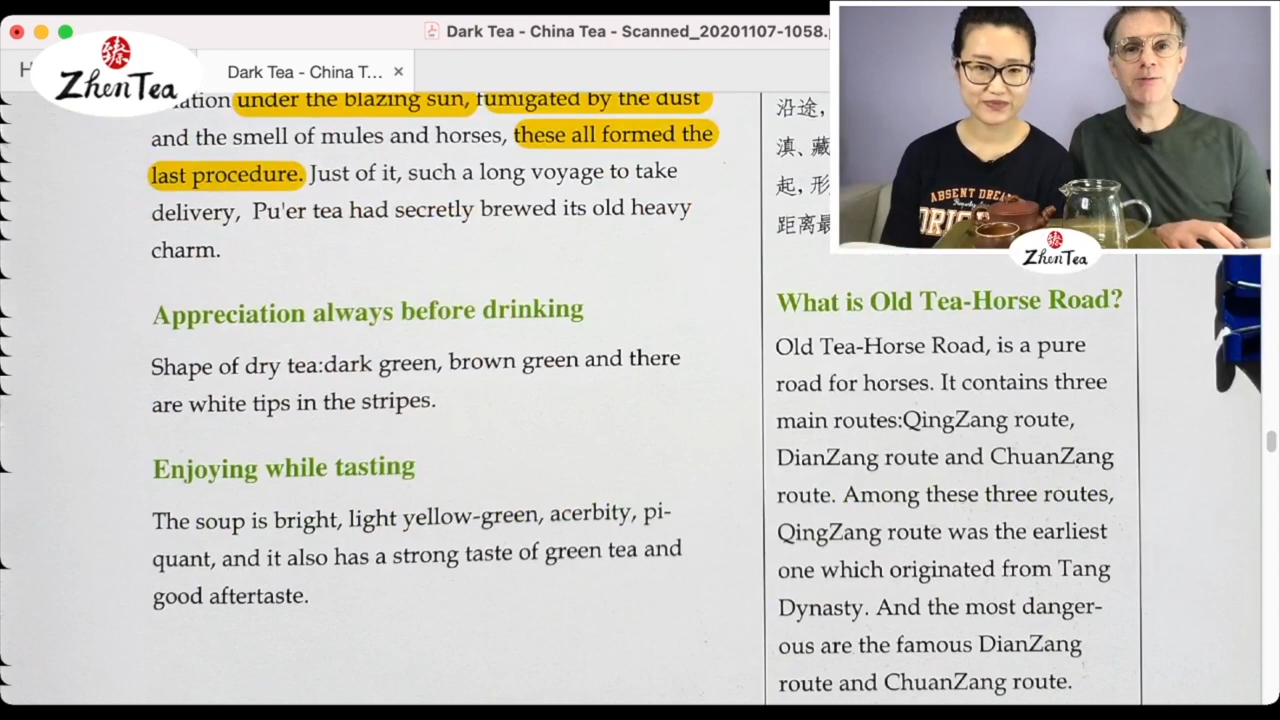 Dark Tea - China Tea - Scanned_20201107-1058.
H
Dark Tea - China T... ×
臻
Zhen Tea
under the blazing sun, fumigated by the dust
and the smell of mules and horses, these all formed the
last procedure. Just of it, such a long voyage to take
delivery, Pu'er tea had secretly brewed its old heavy
charm.
Appreciation always before drinking
Shape of dry tea:dark green, brown green and there
are white tips in the stripes.
Enjoying while tasting
The soup is bright, light yellow-green, acerbity, pi-
quant, and it also has a strong taste of green tea and
good aftertaste.
沿途,
滇、藏
起,形
距离最
What is Old Tea-Horse Road?
Old Tea-Horse Road, is a pure
road for horses. It contains three
main routes:QingZang route,
DianZang route and ChuanZang
route. Among these three routes,
QingZang route was the earliest
one which originated from Tang
Dynasty. And the most danger-
ous are the famous DianZang
route and ChuanZang route.
ABSENT DREAM
臻
Zhen Tea